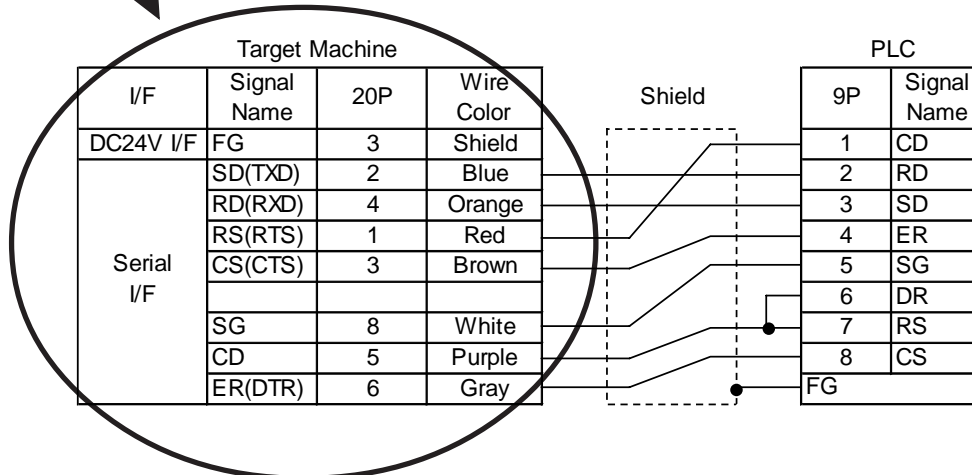 Target Machine PLC
I/F Signal Name 20P Wire Color Shield 9P Signal Name
DC24V I/F FG 3 Shield 1 CD
Serial I/F SD(TXD) 2 Blue 2 RD
RD(RXD) 4 Orange 3 SD
RS(RTS) 1 Red 4 ER
CS(CTS) 3 Brown 5 SG
6 DR
SG 8 White 7 RS
CD 5 Purple 8 CS
ER(DTR) 6 Gray FG